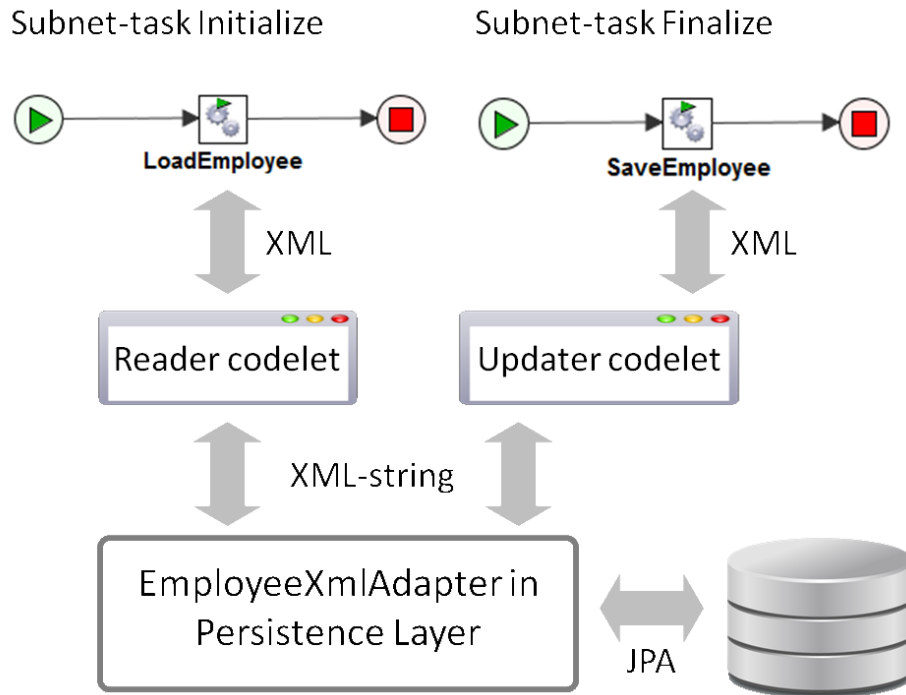 Subnet-task Initialize
Subnet-task Finalize
LoadEmployee
SaveEmployee
XML
XML
Reader codelet
Updater codelet
XML-string
EmployeeXmlAdapter in
Persistence Layer
JPA